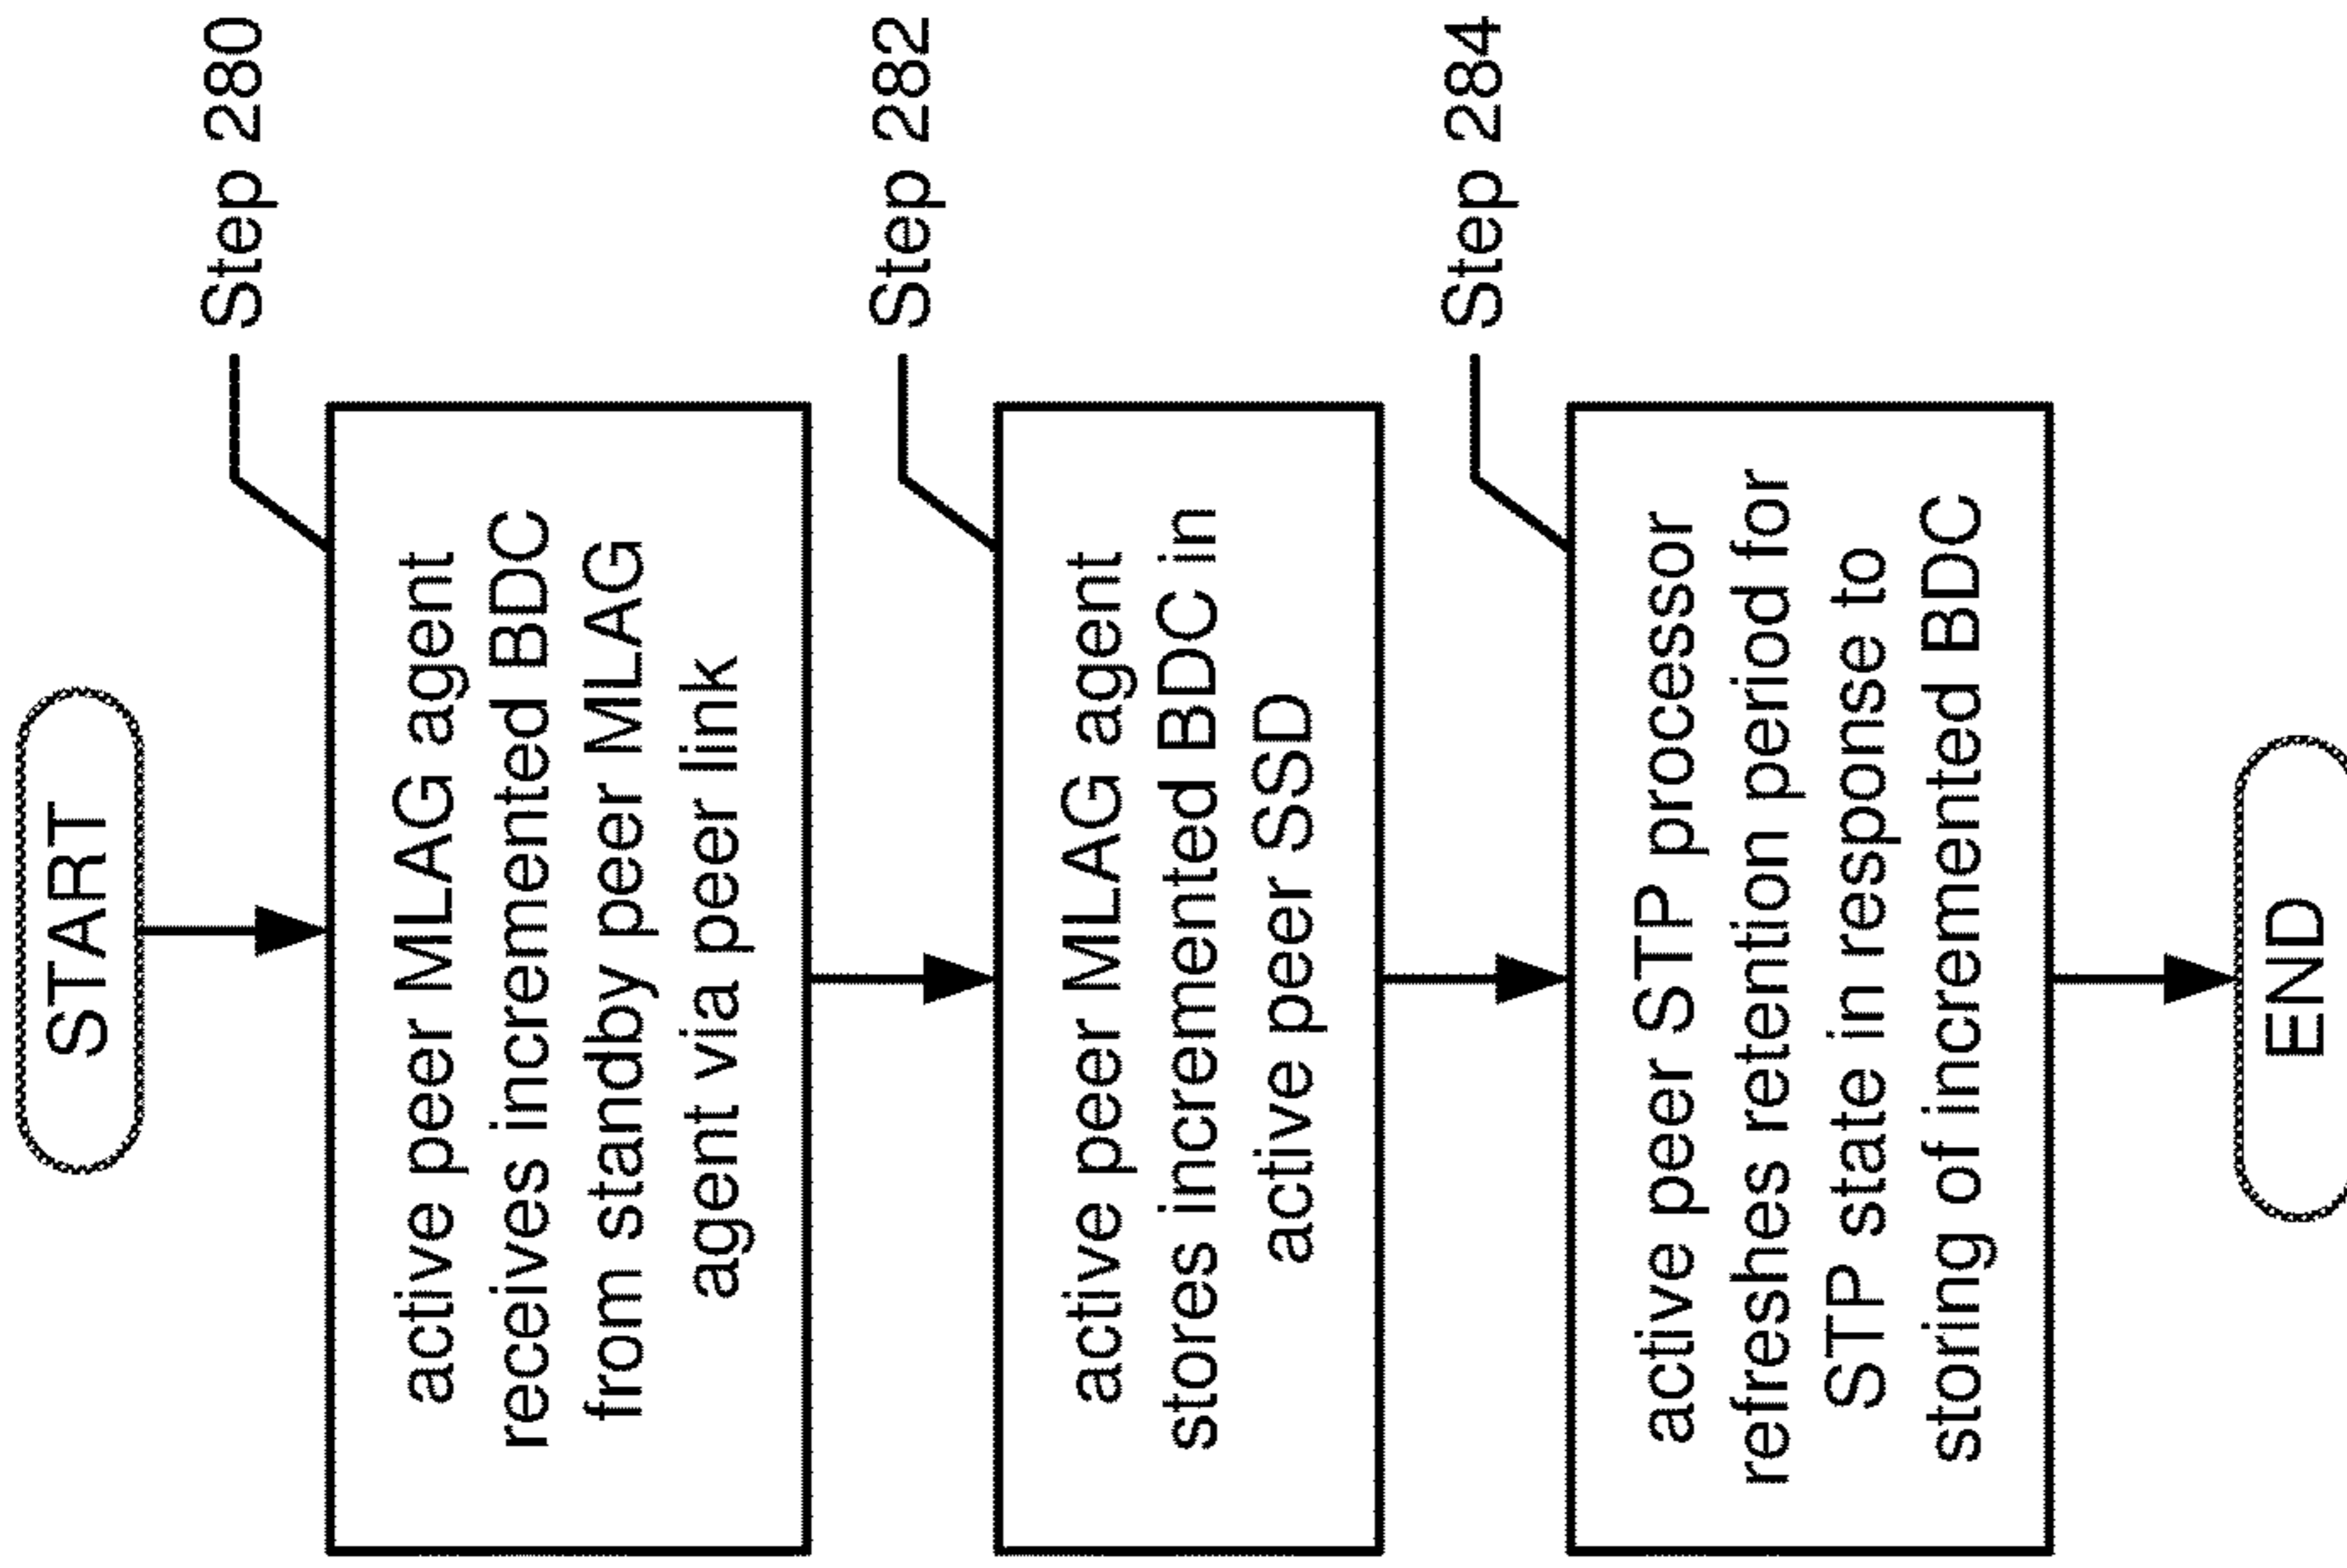 START
Step 280
active peer MLAG agent
receives incremented BDC
from standby peer MLAG
agent via peer link
Step 282
active peer MLAG agent
stores incremented BDC in
active peer SSD
Step 284
active peer STP processor
refreshes retention period for
STP state in response to
storing of incremented BDC
END